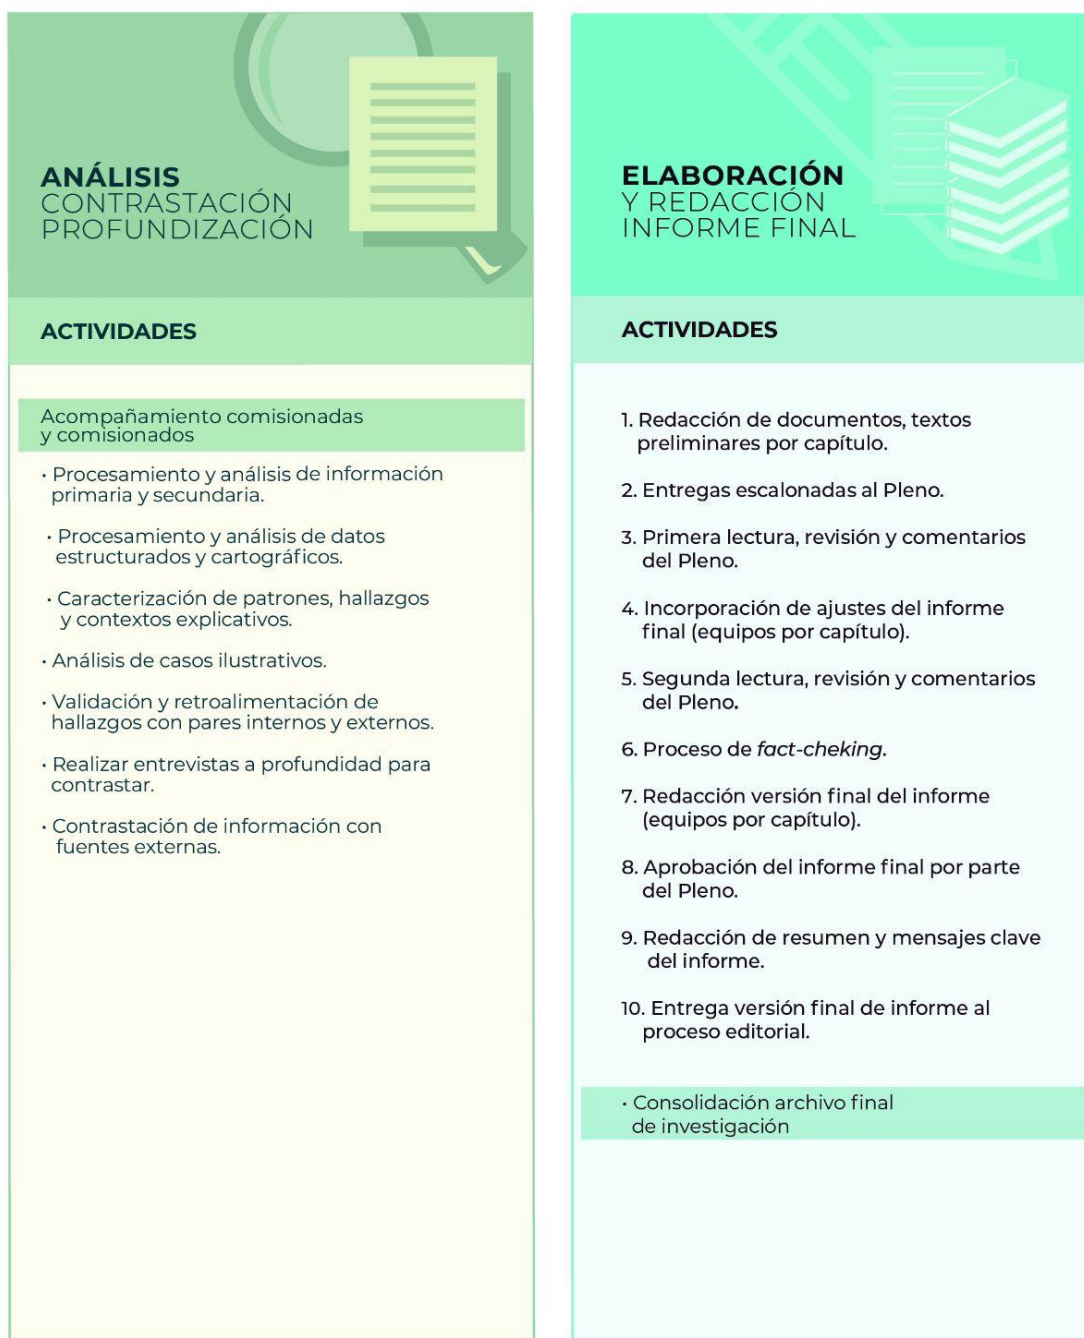 ANÁLISIS
CONTRASTACIÓN
PROFUNDIZACIÓN
ACTIVIDADES
Acompañamiento comisionadas
y comisionados
• Procesamiento y análisis de información
primaria y secundaria.
• Procesamiento y análisis de datos
estructurados y cartográficos.
• Caracterización de patrones, hallazgos
y contextos explicativos.
• Análisis de casos ilustrativos.
• Validación y retroalimentación de
hallazgos con pares internos y externos.
• Realizar entrevistas a profundidad para
contrastar.
• Contrastación de información con
fuentes externas.
ELABORACIÓN
Y REDACCIÓN
INFORME FINAL
ACTIVIDADES
1. Redacción de documentos, textos
preliminares por capítulo.
2. Entregas escalonadas al Pleno.
3. Primera lectura, revisión y comentarios
del Pleno.
4. Incorporación de ajustes del informe
final (equipos por capítulo).
5. Segunda lectura, revisión y comentarios
del Pleno.
6. Proceso de fact-cheking.
7. Redacción versión final del informe
(equipos por capítulo).
8. Aprobación del informe final por parte
del Pleno.
9. Redacción de resumen y mensajes clave
del informe.
10. Entrega versión final de informe al
proceso editorial.
• Consolidación archivo final
de investigación